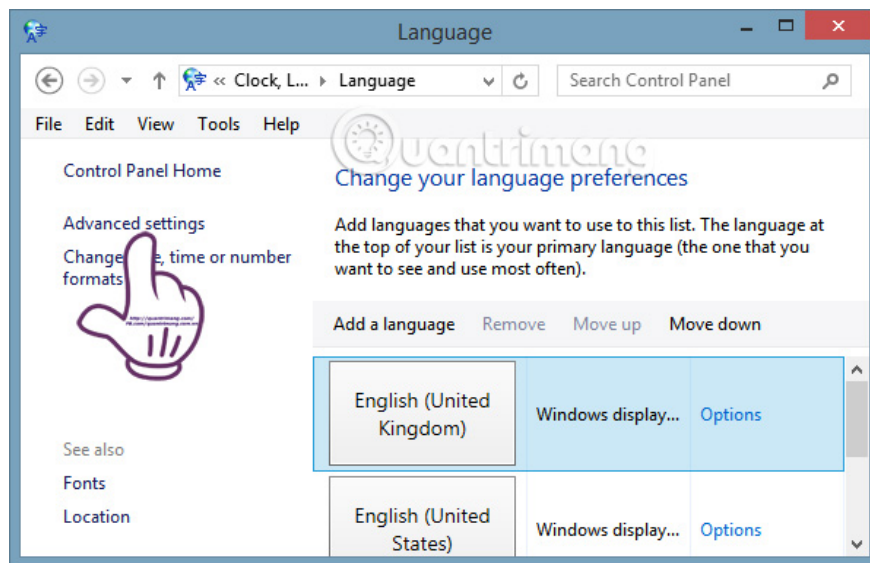 Language
« Clock, L... Language
Search Control Panel
File Edit View Tools Help
Quantrimang
Control Panel Home
Change your language preferences
Advanced settings
Add languages that you want to use to this list. The language at
the top of your list is your primary language (the one that you
want to see and use most often).
Change , time or number
formats
http://quantrimang.com/
Add a language Remove Move up Move down
English (United
Kingdom)
Windows display...
Options
See also
Fonts
Location
English (United
States)
Windows display...
Options